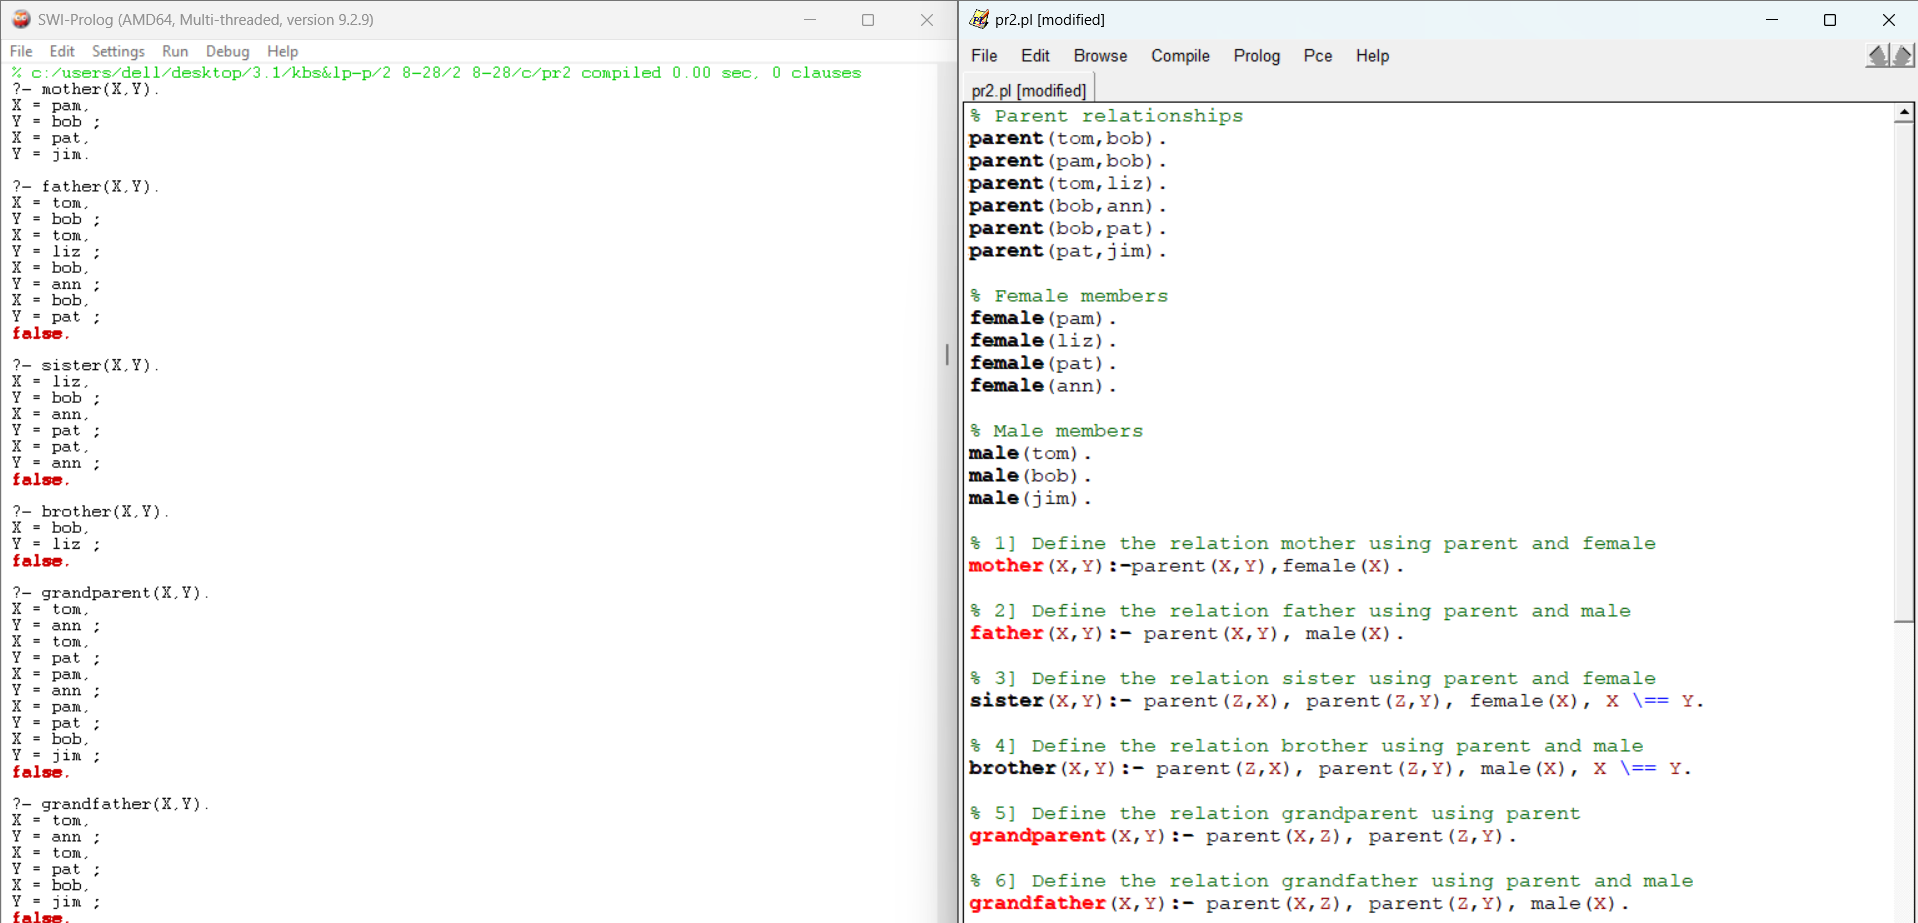 SWI-Prolog (AMD64, Multi-threaded, version 9.2.9)
File Edit Settings Run Debug Help
% c:/users/dell/desktop/3.1/kbs&lp-p/2 8-28/2 8-28/c/pr2 compiled 0.00 sec, 0 clauses
?- mother(X,Y).
X = pam,
Y = bob ;
X = pat,
Y = jim.
?- father(X,Y).
X = tom,
Y = bob ;
X = tom,
Y = liz ;
X = bob,
Y = ann ;
X = bob,
Y = pat ;
false.
?- sister(X,Y).
X = liz,
Y = bob ;
X = ann,
Y = pat ;
X = pat,
Y = ann ;
false.
?- brother(X,Y).
X = bob,
Y = liz ;
false.
?- grandparent(X,Y).
X = tom,
Y = ann ;
X = tom,
Y = pat ;
X = pam,
Y = ann ;
X = pam,
Y = pat ;
X = bob,
Y = jim ;
false.
?- grandfather(X,Y).
X = tom,
Y = ann ;
X = tom,
Y = pat ;
X = bob,
Y = jim ;
false.
pr2.pl [modified]
File Edit Browse Compile Prolog Pce Help
pr2.pl [modified]
% Parent relationships
parent(tom,bob).
parent(pam,bob).
parent(tom,liz).
parent(bob,ann).
parent(bob,pat).
parent(pat,jim).
% Female members
female(pam).
female(liz).
female(pat).
female(ann).
% Male members
male(tom).
male(bob).
male(jim).
% 1] Define the relation mother using parent and female
mother(X,Y):-parent(X,Y),female(X).
% 2] Define the relation father using parent and male
father(X,Y):- parent(X,Y), male(X).
% 3] Define the relation sister using parent and female
sister(X,Y):- parent(Z,X), parent(Z,Y), female(X), X \== Y.
% 4] Define the relation brother using parent and male
brother(X,Y):- parent(Z,X), parent(Z,Y), male(X), X \== Y.
% 5] Define the relation grandparent using parent
grandparent(X,Y):- parent(X,Z), parent(Z,Y).
% 6] Define the relation grandfather using parent and male
grandfather(X,Y):- parent(X,Z), parent(Z,Y), male(X).